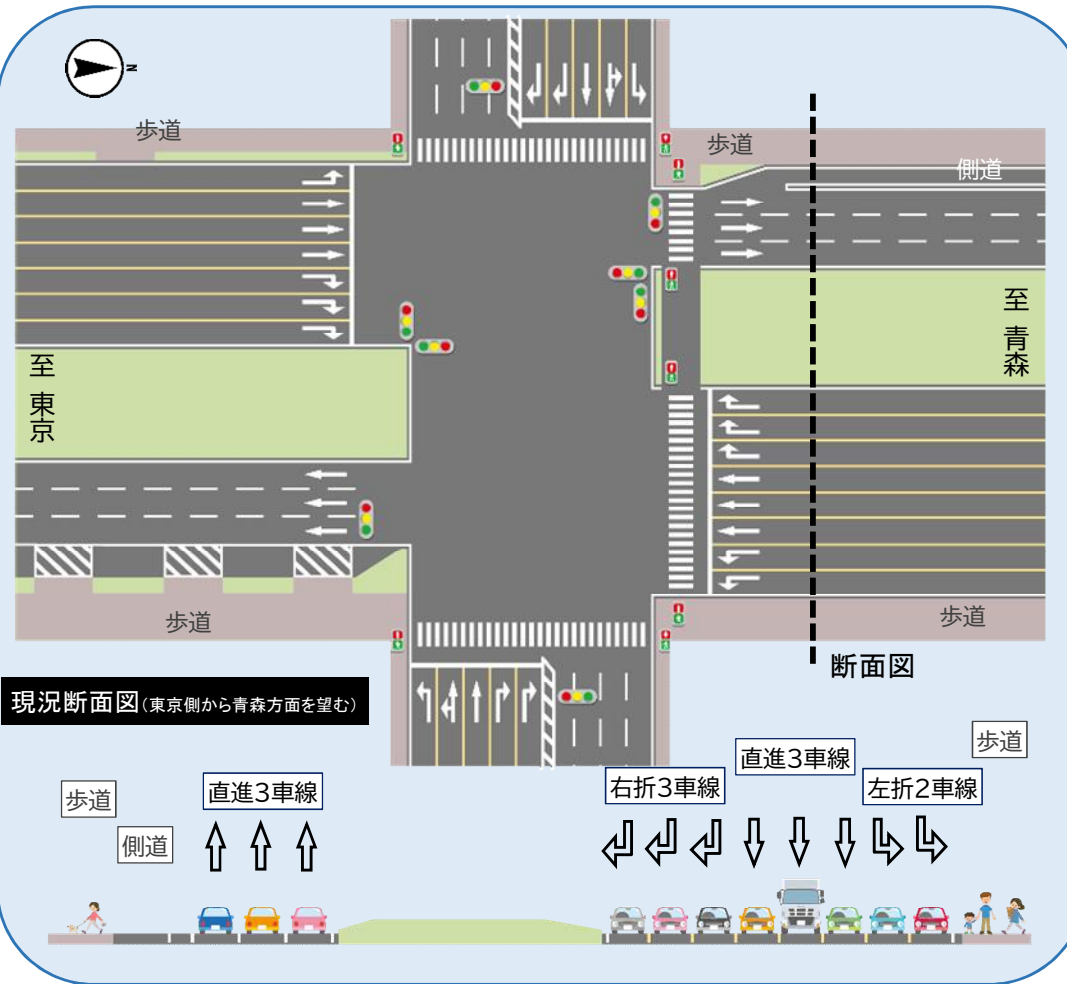 N
歩道
歩道
側道
至 青森
至 東京
歩道
歩道
断面図
現況断面図(東京側から青森方面を望む)
歩道
直進3車線
歩道
直進3車線
右折3車線
左折2車線
側道